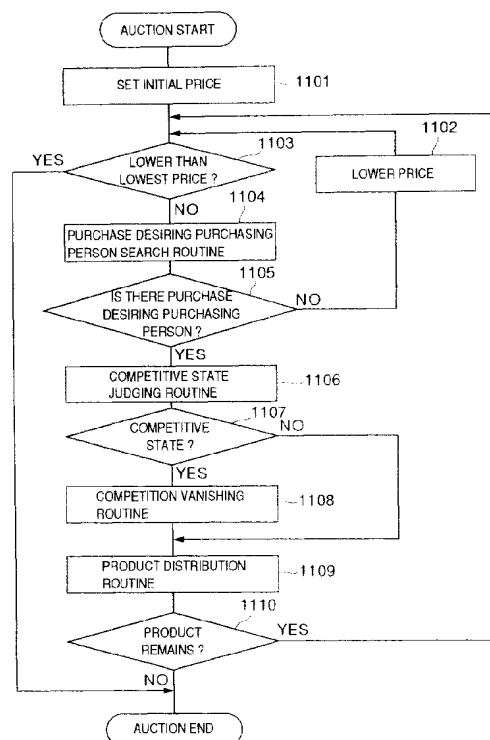 AUCTION START
SET INITIAL PRICE
1101
1102
1103
YES
LOWER THAN
LOWEST PRICE ?
LOWER PRICE
NO
1104
PURCHASE DESIRING PURCHASING
PERSON SEARCH ROUTINE
1105
IS THERE PURCHASE
DESIRING PURCHASING
PERSON ?
NO
YES
COMPETITIVE STATE
JUDGING ROUTINE
1106
1107
COMPETITIVE
STATE ?
NO
YES
COMPETITION VANISHING
ROUTINE
1108
PRODUCT DISTRIBUTION
ROUTINE
1109
1110
PRODUCT
REMAINS ?
YES
NO
AUCTION END